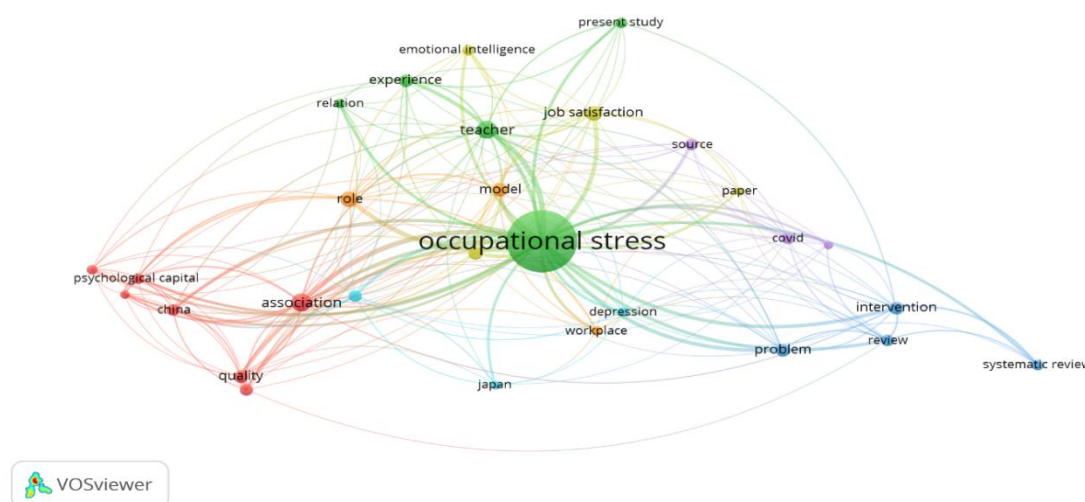 present study
emotional intelligence
experience
relation
job satisfaction
teacher
source
model
paper
role
occupational stress
covid
psychological capital
association
china
depression
intervention
workplace
review
problem
systematic review
quality
japan
VOSviewer